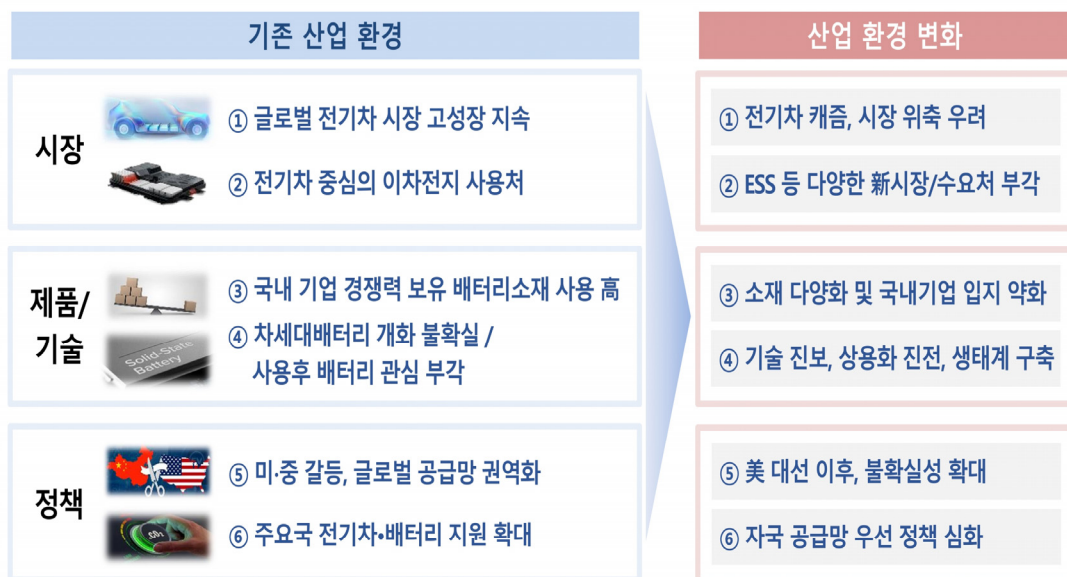 기존 산업 환경
산업 환경 변화
시장
① 글로벌 전기차 시장 고성장 지속
② 전기차 중심의 이차전지 사용처
① 전기차 캐즘, 시장 위축 우려
② ESS 등 다양한 新시장/수요처 부각
제품/
기술
Solid-State
Battery
③ 국내 기업 경쟁력 보유 배터리소재 사용 高
④ 차세대배터리 개화 불확실 /
사용후 배터리 관심 부각
③ 소재 다양화 및 국내기업 입지 약화
④ 기술 진보, 상용화 진전, 생태계 구축
정책
CO₂
⑤ 미·중 갈등, 글로벌 공급망 권역화
⑥ 주요국 전기차•배터리 지원 확대
⑤ 美 대선 이후, 불확실성 확대
⑥ 자국 공급망 우선 정책 심화